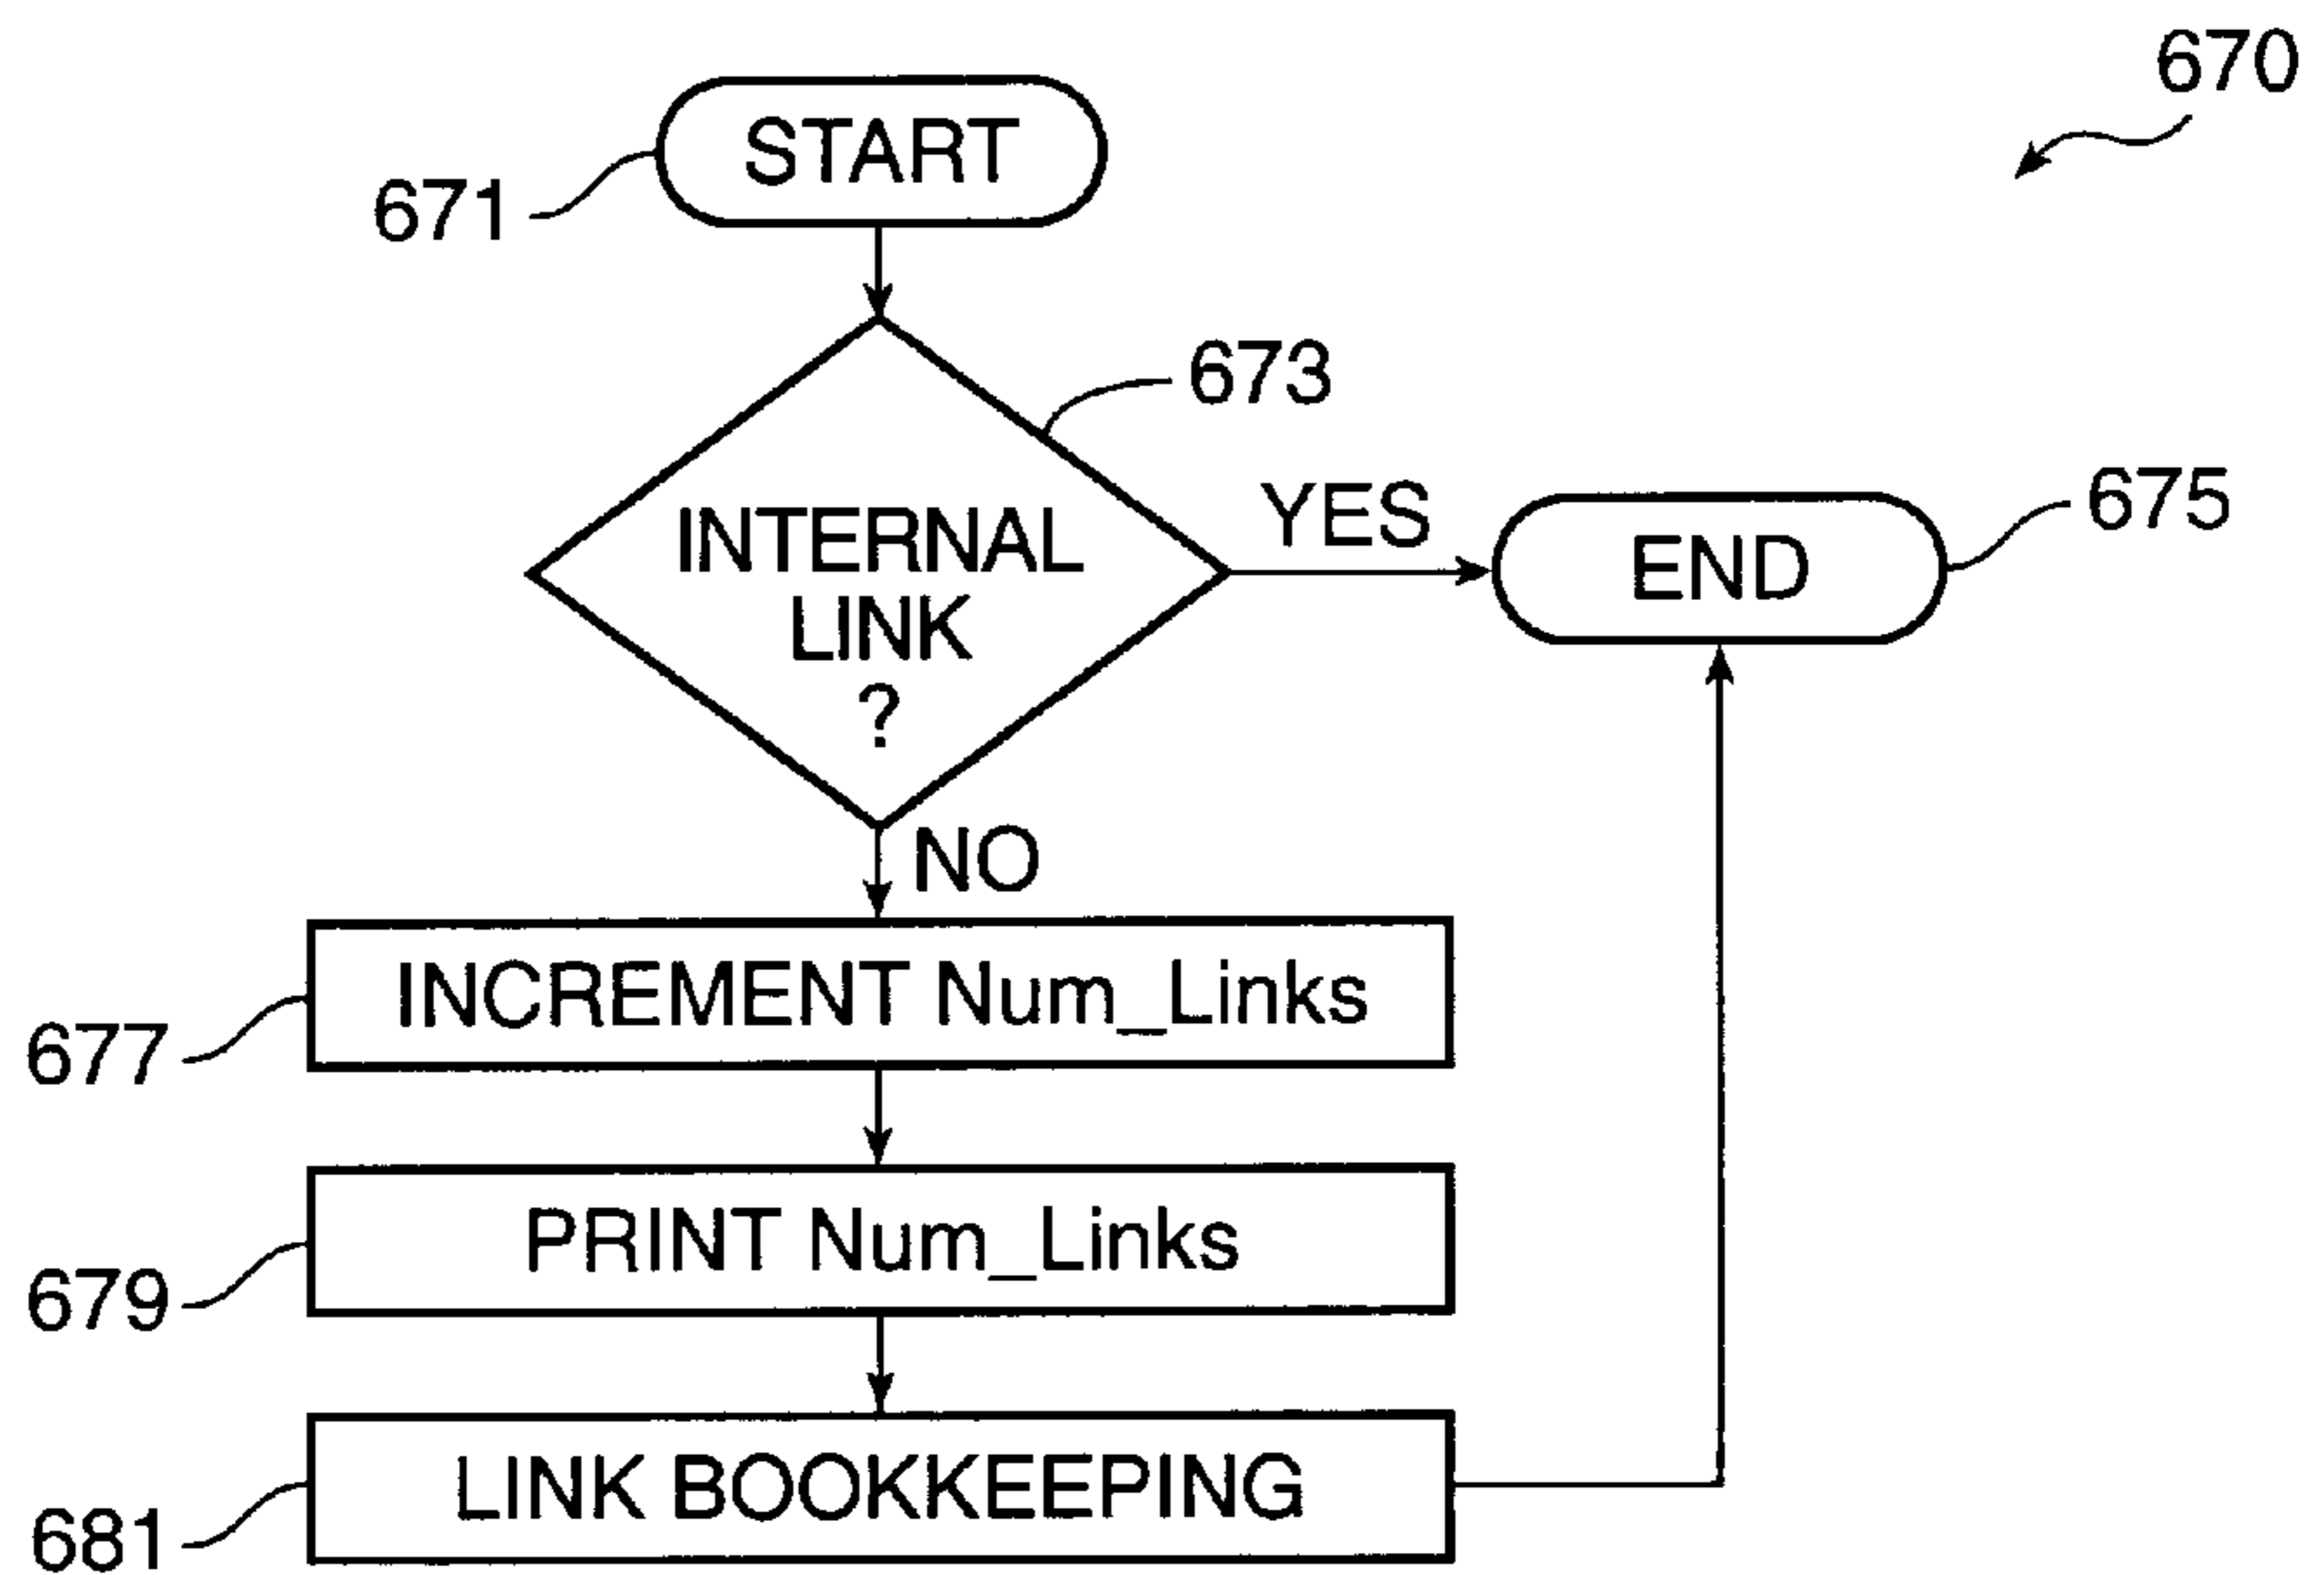 670
START
671
673
INTERNAL
LINK
?
YES
END
675
NO
INCREMENT Num_Links
677
PRINT Num_Links
679
LINK BOOKKEEPING
681